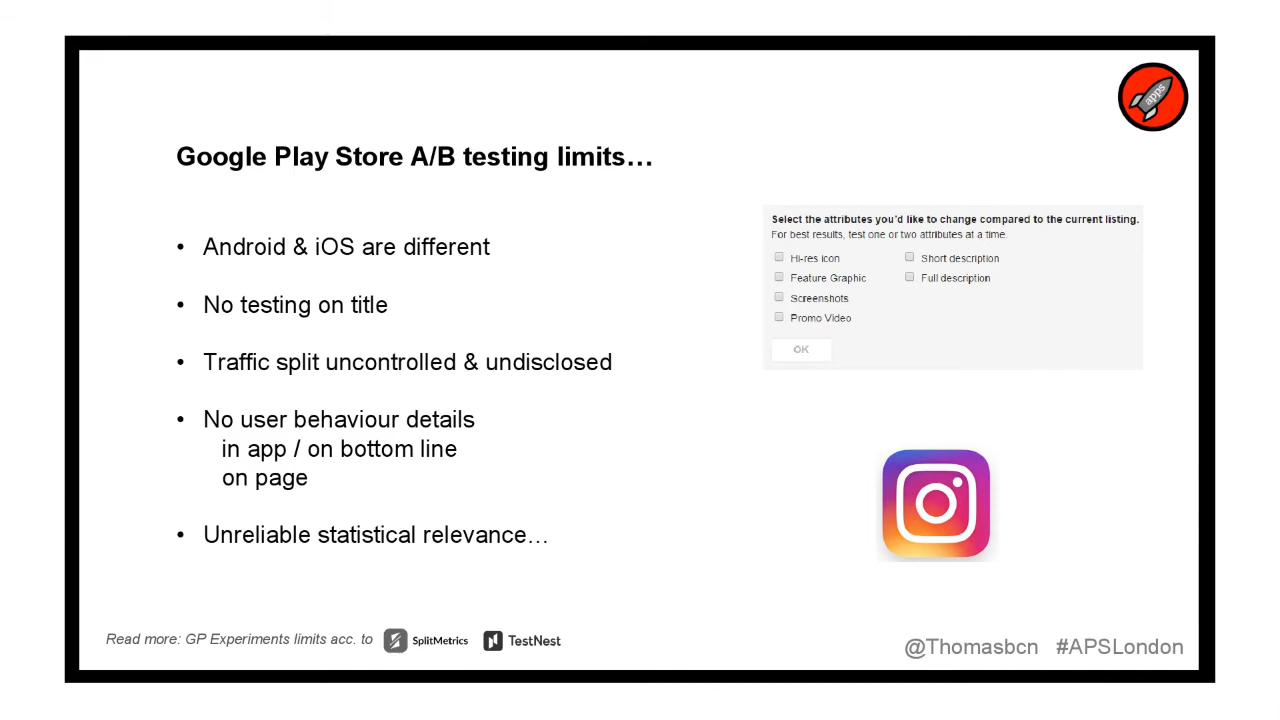 apps
Google Play Store A/B testing limits…
• Android & iOS are different
• No testing on title
• Traffic split uncontrolled & undisclosed
• No user behaviour details
in app / on bottom line
on page
• Unreliable statistical relevance…
Select the attributes you'd like to change compared to the current listing.
For best results, test one or two attributes at a time.
Hi-res icon Short description
Feature Graphic Full description
Screenshots
Promo Video
OK
Read more: GP Experiments limits acc. to SplitMetrics TestNest
@Thomasbcn #APSLondon